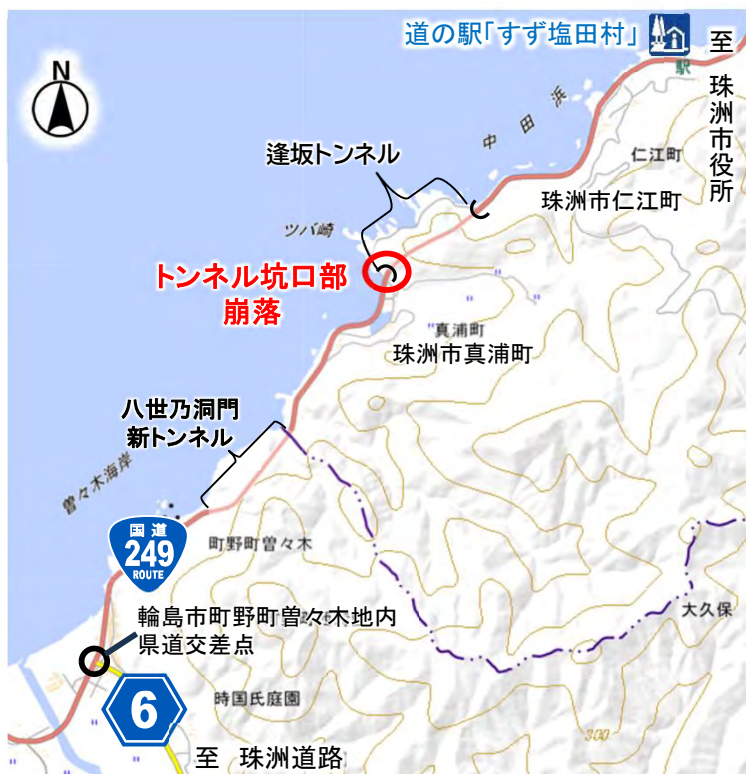 道の駅「すず塩田村」
駅
至 珠洲市役所
N
中田浜
仁江町
逢坂トンネル
珠洲市仁江町
ツバ崎
トンネル坑口部
崩落
真浦町
珠洲市真浦町
八世乃洞門
新トンネル
曽々木海岸
国道
249
ROUTE
町野町曽々木
大久保
輪島市町野町曽々木地内
県道交差点
時国氏庭園
6
300
至 珠洲道路